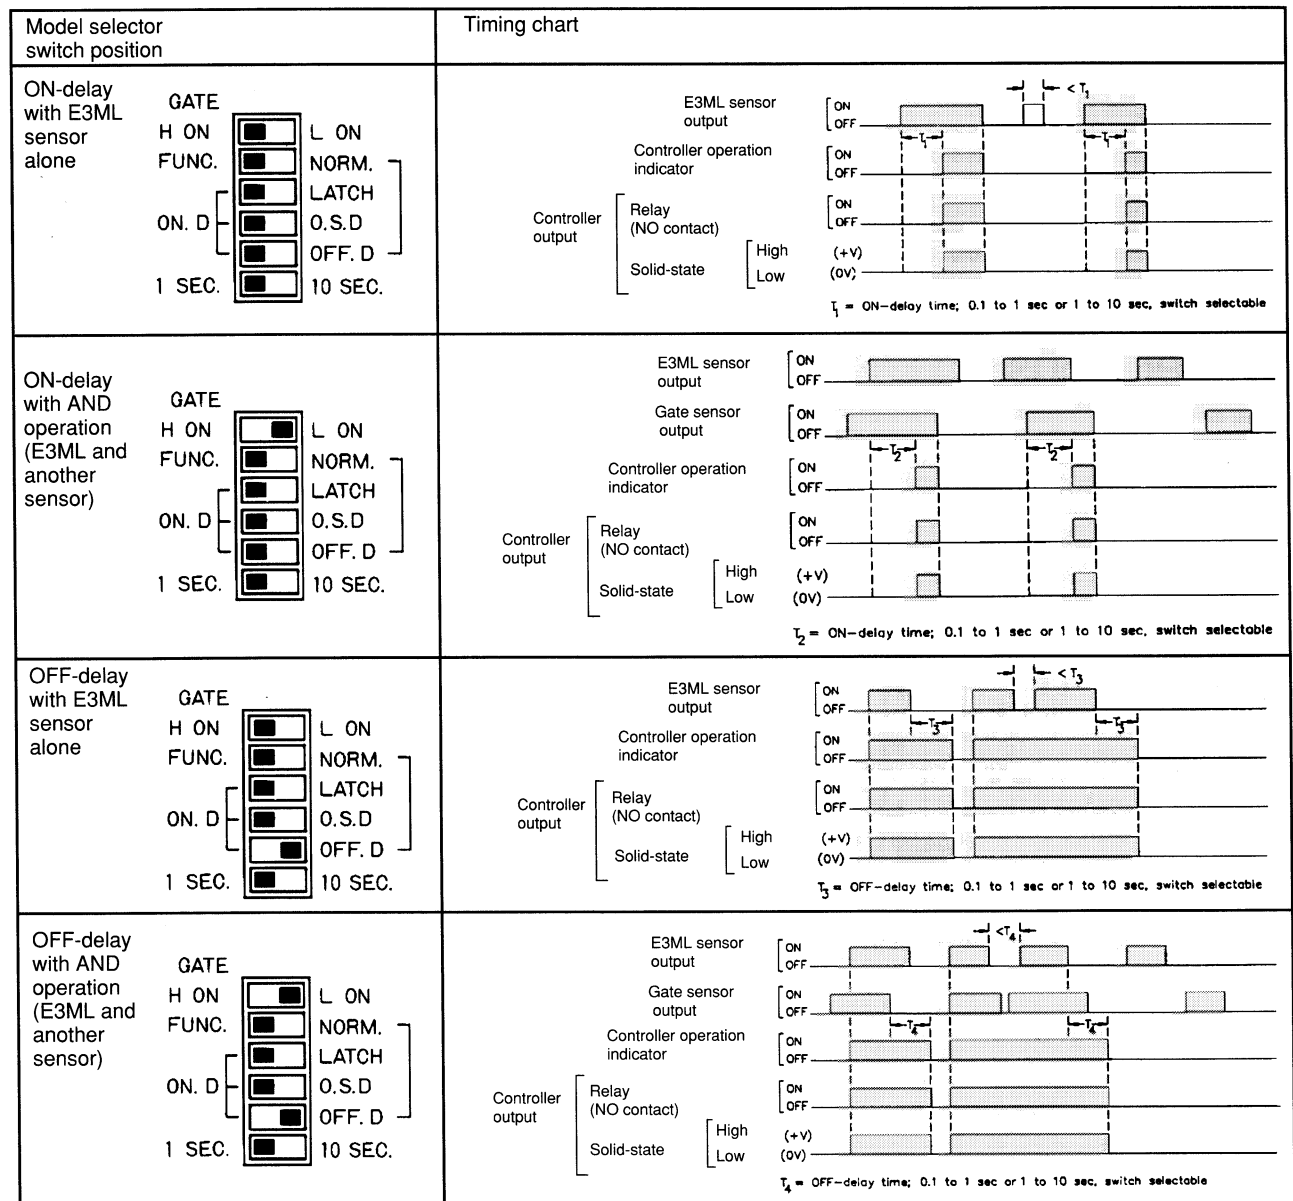 Model selector
switch position
Timing chart
ON-delay
with E3ML
sensor
alone
GATE
H ON
L ON
FUNC.
NORM.
LATCH
ON. D
O.S.D
OFF. D
1 SEC.
10 SEC.
E3ML sensor
output
ON
OFF
< T1
T1
T1
Controller operation
indicator
ON
OFF
Controller
output
Relay
(NO contact)
ON
OFF
Solid-state
High
Low
(+V)
(0V)
T1 = ON-delay time; 0.1 to 1 sec or 1 to 10 sec, switch selectable
ON-delay
with AND
operation
(E3ML and
another
sensor)
GATE
H ON
L ON
FUNC.
NORM.
LATCH
ON. D
O.S.D
OFF. D
1 SEC.
10 SEC.
E3ML sensor
output
ON
OFF
Gate sensor
output
ON
OFF
T2
T2
Controller operation
indicator
ON
OFF
Controller
output
Relay
(NO contact)
ON
OFF
Solid-state
High
Low
(+V)
(0V)
T2 = ON-delay time; 0.1 to 1 sec or 1 to 10 sec, switch selectable
OFF-delay
with E3ML
sensor
alone
GATE
H ON
L ON
FUNC.
NORM.
LATCH
ON. D
O.S.D
OFF. D
1 SEC.
10 SEC.
E3ML sensor
output
ON
OFF
< T3
T3
T3
Controller operation
indicator
ON
OFF
Controller
output
Relay
(NO contact)
ON
OFF
Solid-state
High
Low
(+V)
(0V)
T3 = OFF-delay time; 0.1 to 1 sec or 1 to 10 sec, switch selectable
OFF-delay
with AND
operation
(E3ML and
another
sensor)
GATE
H ON
L ON
FUNC.
NORM.
LATCH
ON. D
O.S.D
OFF. D
1 SEC.
10 SEC.
E3ML sensor
output
ON
OFF
<T4
Gate sensor
output
ON
OFF
T4
T4
Controller operation
indicator
ON
OFF
Controller
output
Relay
(NO contact)
ON
OFF
Solid-state
High
Low
(+V)
(0V)
T4 = OFF-delay time; 0.1 to 1 sec or 1 to 10 sec, switch selectable